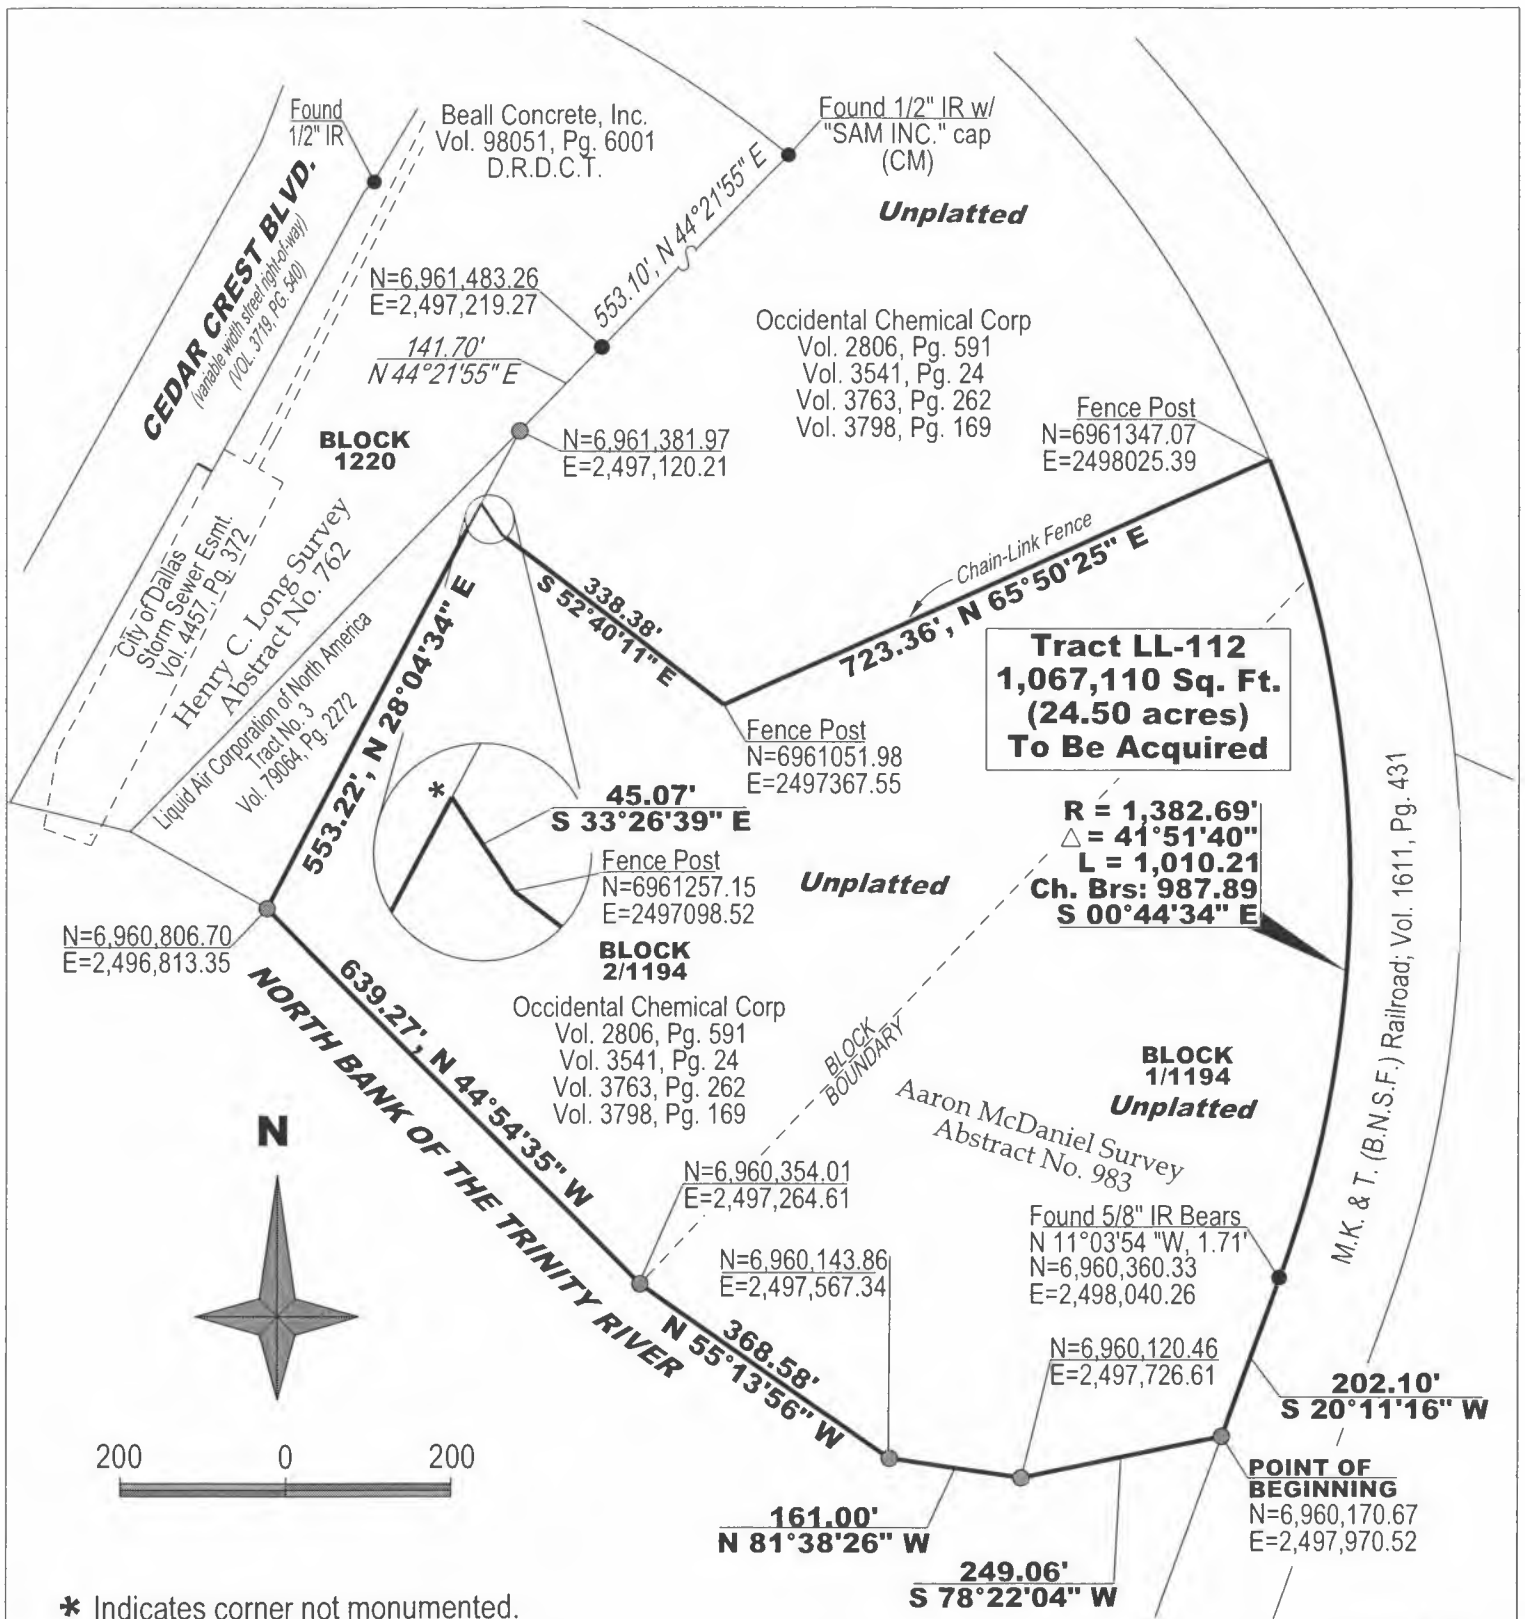 Found
1/2" IR
Beall Concrete, Inc.
Vol. 98051, Pg. 6001
D.R.D.C.T.
Found 1/2" IR w/
"SAM INC." cap
(CM)
Unplatted
CEDAR CREST BLVD.
(variable width street right-of-way)
(VOL. 3719, PG. 540)
553.10', N 44°21'55" E
N=6,961,483.26
E=2,497,219.27
141.70'
N 44°21'55" E
Occidental Chemical Corp
Vol. 2806, Pg. 591
Vol. 3541, Pg. 24
Vol. 3763, Pg. 262
Vol. 3798, Pg. 169
BLOCK
1220
N=6,961,381.97
E=2,497,120.21
Fence Post
N=6961347.07
E=2498025.39
City of Dallas
Storm Sewer Esmt.
Vol. 4457, Pg. 372
Henry C. Long Survey
Abstract No. 762
Liquid Air Corporation of North America
Tract No. 3
Vol. 79064, Pg. 2272
553.22', N 28°04'34" E
338.38'
S 52°40'11" E
Chain-Link Fence
723.36', N 65°50'25" E
Tract LL-112
1,067,110 Sq. Ft.
(24.50 acres)
To Be Acquired
Fence Post
N=6961051.98
E=2497367.55
*
45.07'
S 33°26'39" E
Fence Post
N=6961257.15
E=2497098.52
R = 1,382.69'
△ = 41°51'40"
L = 1,010.21
Ch. Brs: 987.89
S 00°44'34" E
M.K. & T. (B.N.S.F.) Railroad; Vol. 1611, Pg. 431
Unplatted
N=6,960,806.70
E=2,496,813.35
BLOCK
2/1194
Occidental Chemical Corp
Vol. 2806, Pg. 591
Vol. 3541, Pg. 24
Vol. 3763, Pg. 262
Vol. 3798, Pg. 169
639.27', N 44°54'35" W
NORTH BANK OF THE TRINITY RIVER
BLOCK
BOUNDARY
BLOCK
1/1194
Unplatted
Aaron McDaniel Survey
Abstract No. 983
N
N=6,960,354.01
E=2,497,264.61
Found 5/8" IR Bears
N 11°03'54 "W, 1.71'
N=6,960,360.33
E=2,498,040.26
N=6,960,143.86
E=2,497,567.34
368.58'
N 55°13'56" W
N=6,960,120.46
E=2,497,726.61
202.10'
S 20°11'16" W
200 0 200
POINT OF
BEGINNING
N=6,960,170.67
E=2,497,970.52
161.00'
N 81°38'26" W
249.06'
S 78°22'04" W
* Indicates corner not monumented.